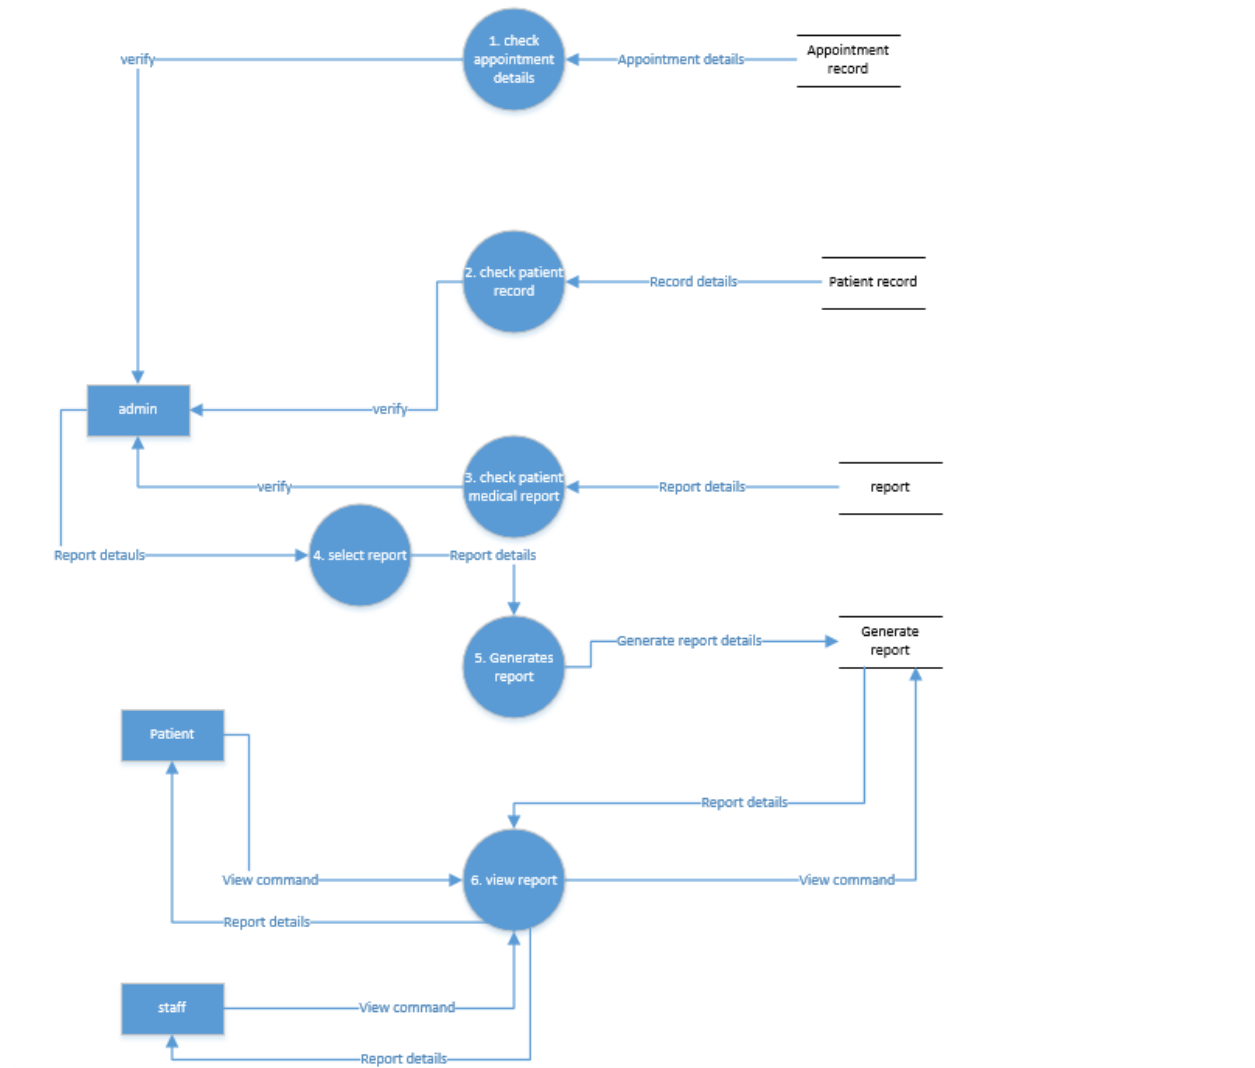 1. check
appointment
details
verify
Appointment details
Appointment
record
2. check patient
record
Record details
Patient record
admin
verify
3. check patient
medical report
verify
Report details
report
Report detauls
4. select report
Report details
5. Generates
report
Generate report details
Generate
report
Patient
Report details
View command
6. view report
View command
Report details
staff
View command
Report details